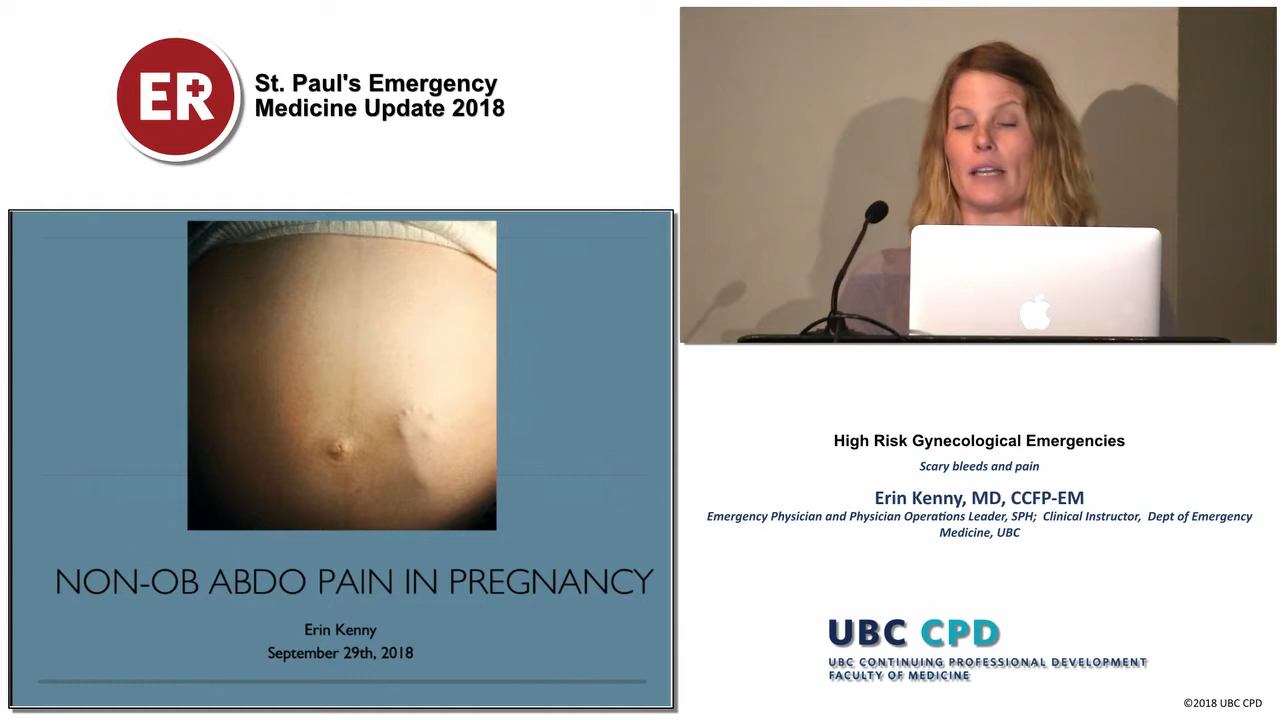 ER
St. Paul's Emergency
Medicine Update 2018
NON-OB ABDO PAIN IN PREGNANCY
Erin Kenny
September 29th, 2018
High Risk Gynecological Emergencies
Scary bleeds and pain
Erin Kenny, MD, CCFP-EM
Emergency Physician and Physician Operations Leader, SPH; Clinical Instructor, Dept of Emergency
Medicine, UBC
UBC CPD
UBC CONTINUING PROFESSIONAL DEVELOPMENT
FACULTY OF MEDICINE
©2018 UBC CPD